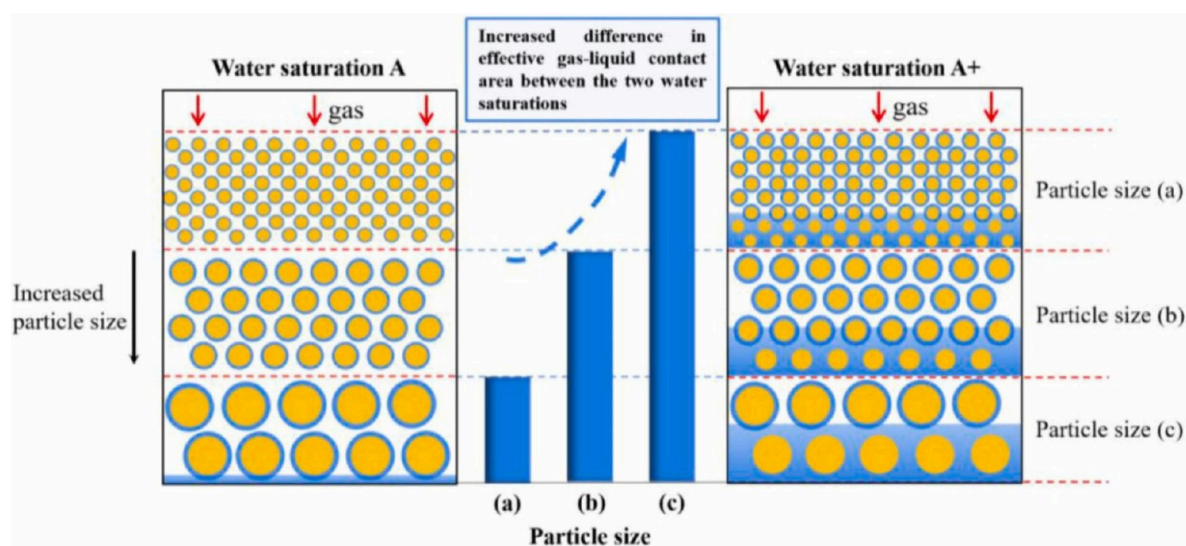 Increased difference in
effective gas-liquid contact
area between the two water
saturations
Water saturation A
gas
Water saturation A+
gas
Increased
particle size
Particle size (a)
Particle size (b)
Particle size (c)
(a)
(b)
(c)
Particle size